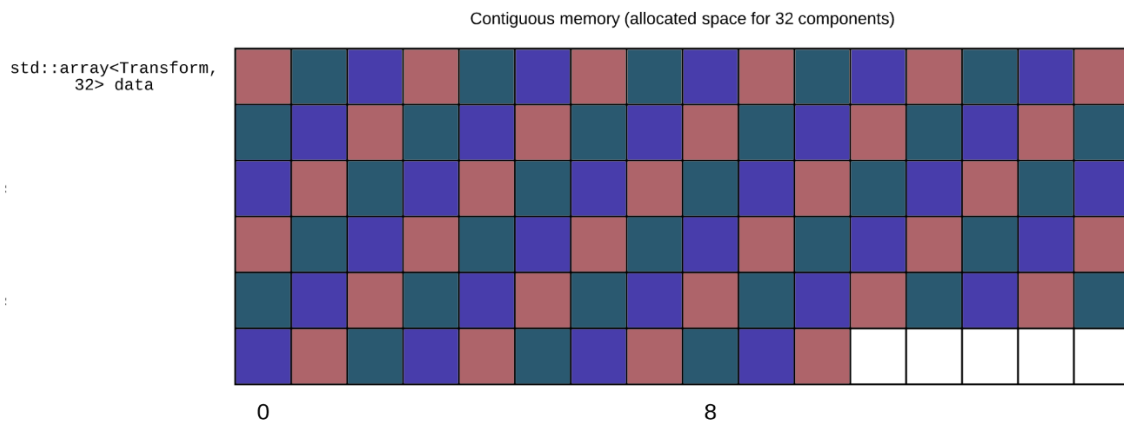 Contiguous memory (allocated space for 32 components)
std::array<Transform,
32> data
0 8